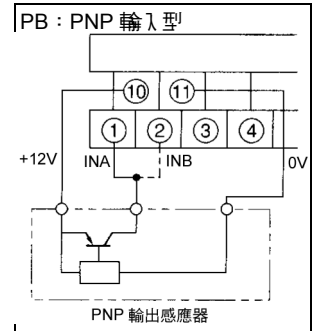 PB：PNP 輸入型
⑩ ⑪
① ② ③ ④
+12V INA INB 0V
PNP 輸出感應器